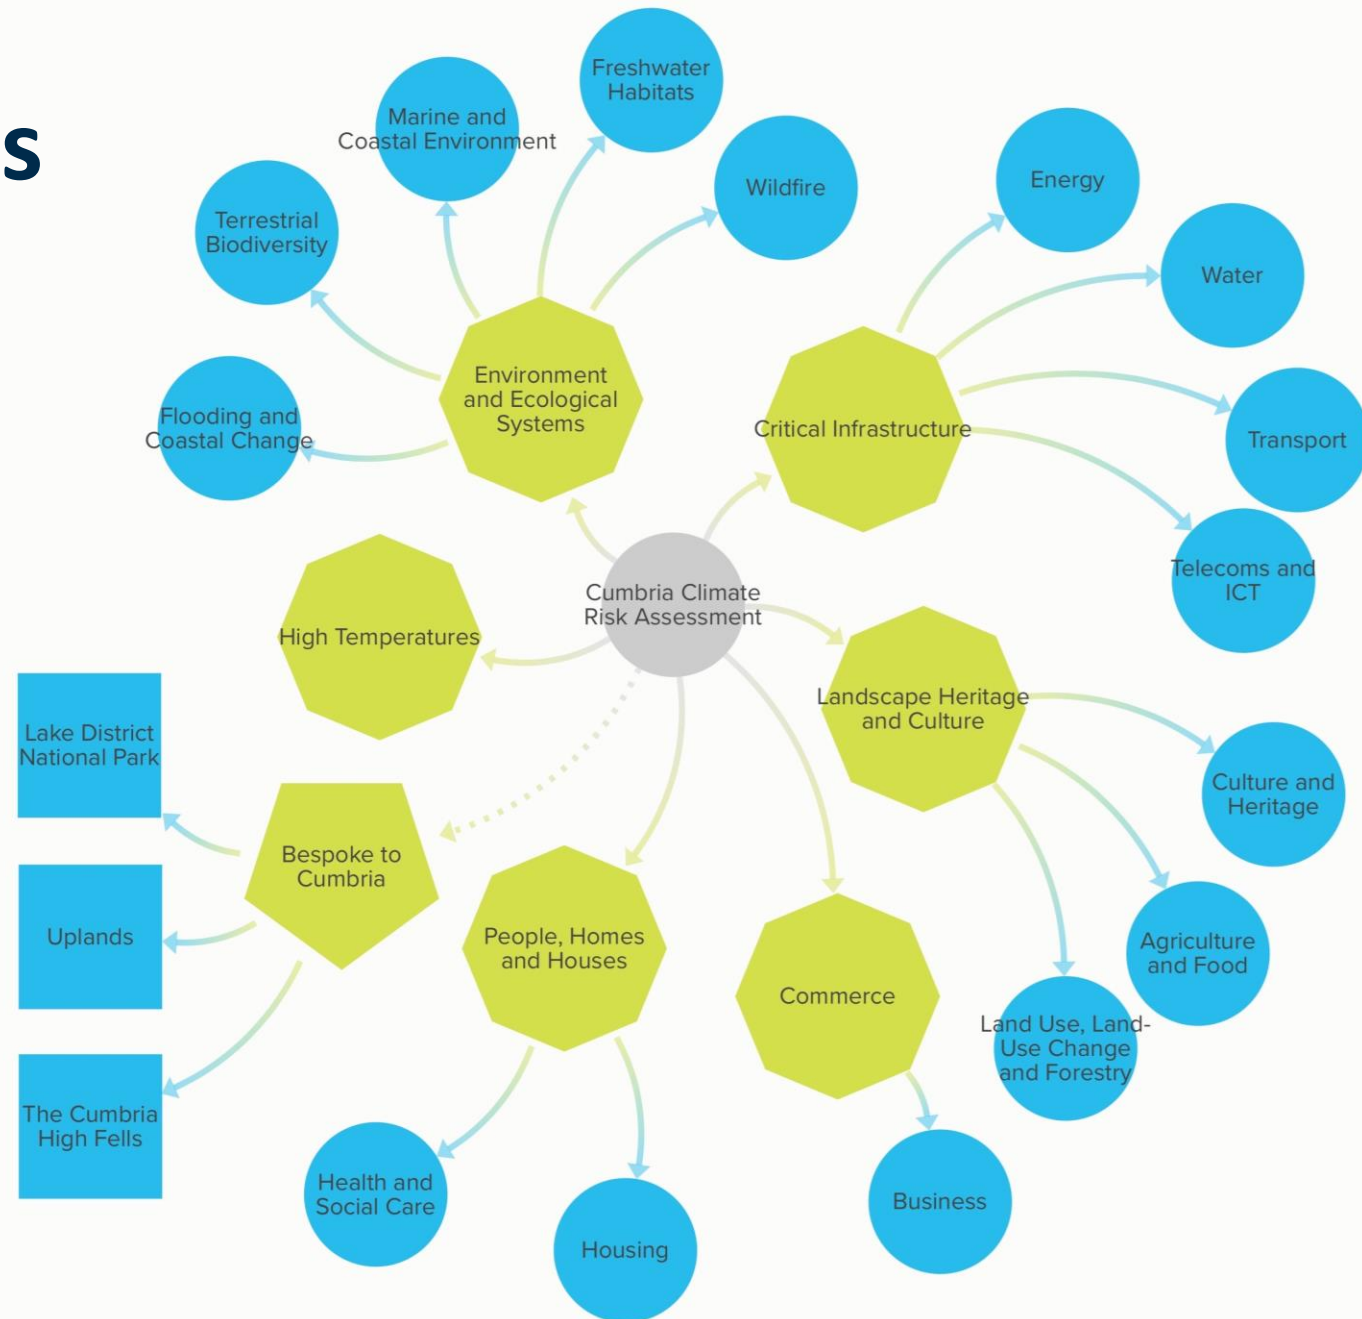 s
Freshwater
Habitats
Marine and
Coastal Environment
Wildfire
Energy
Terrestrial
Biodiversity
Water
Environment
and Ecological
Systems
Flooding and
Coastal Change
Critical Infrastructure
Transport
Telecoms and
ICT
Cumbria Climate
Risk Assessment
High Temperatures
Landscape Heritage
and Culture
Lake District
National Park
Culture and
Heritage
Bespoke to
Cumbria
Uplands
People, Homes
and Houses
Agriculture
and Food
Commerce
Land Use, Land-
Use Change
and Forestry
The Cumbria
High Fells
Health and
Social Care
Business
Housing